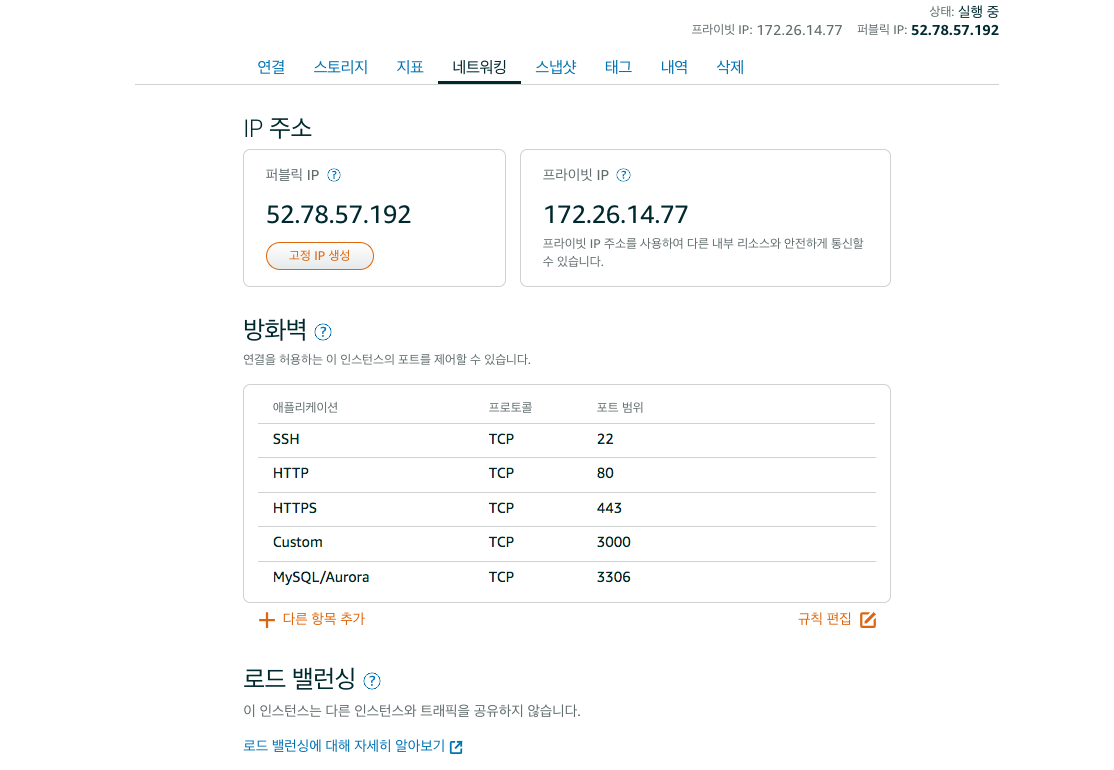 상태: 실행 중
프라이빗 IP: 172.26.14.77 퍼블릭 IP: 52.78.57.192
연결 스토리지 지표 네트워킹 스냅샷 태그 내역 삭제
IP 주소
퍼블릭 IP ?
52.78.57.192
고정 IP 생성
프라이빗 IP ?
172.26.14.77
프라이빗 IP 주소를 사용하여 다른 내부 리소스와 안전하게 통신할
수 있습니다.
방화벽 ?
연결을 허용하는 이 인스턴스의 포트를 제어할 수 있습니다.
애플리케이션 프로토콜 포트 범위
SSH TCP 22
HTTP TCP 80
HTTPS TCP 443
Custom TCP 3000
MySQL/Aurora TCP 3306
+ 다른 항목 추가 규칙 편집
로드 밸런싱 ?
이 인스턴스는 다른 인스턴스와 트래픽을 공유하지 않습니다.
로드 밸런싱에 대해 자세히 알아보기